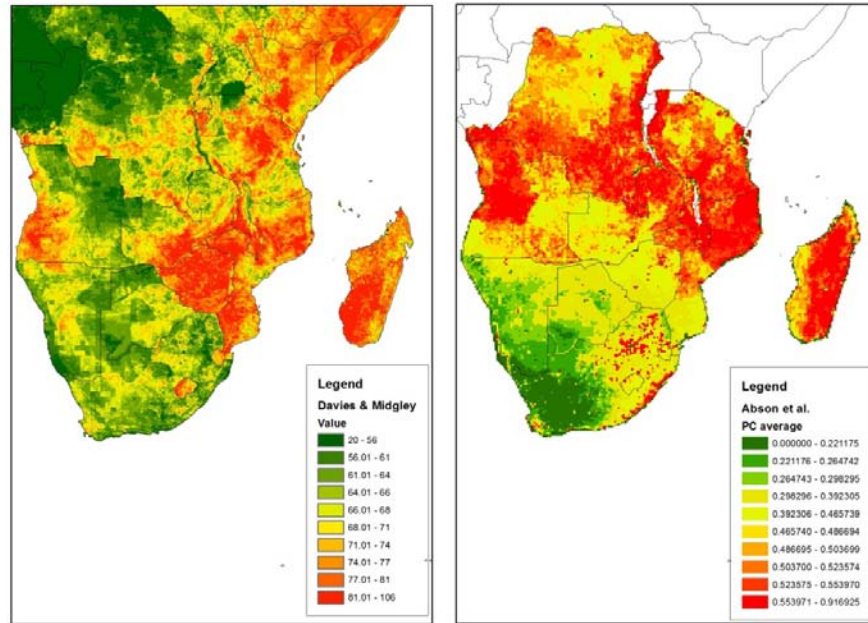 Legend
Davies & Midgley
Value
20 - 56
56.01 - 61
61.01 - 64
64.01 - 66
66.01 - 68
68.01 - 71
71.01 - 74
74.01 - 77
77.01 - 81
81.01 - 106
Legend
Abson et al.
PC average
0.000000 - 0.221175
0.221176 - 0.264742
0.264743 - 0.298295
0.298296 - 0.392305
0.392306 - 0.465739
0.465740 - 0.486694
0.486695 - 0.503699
0.503700 - 0.523574
0.523575 - 0.553970
0.553971 - 0.916925